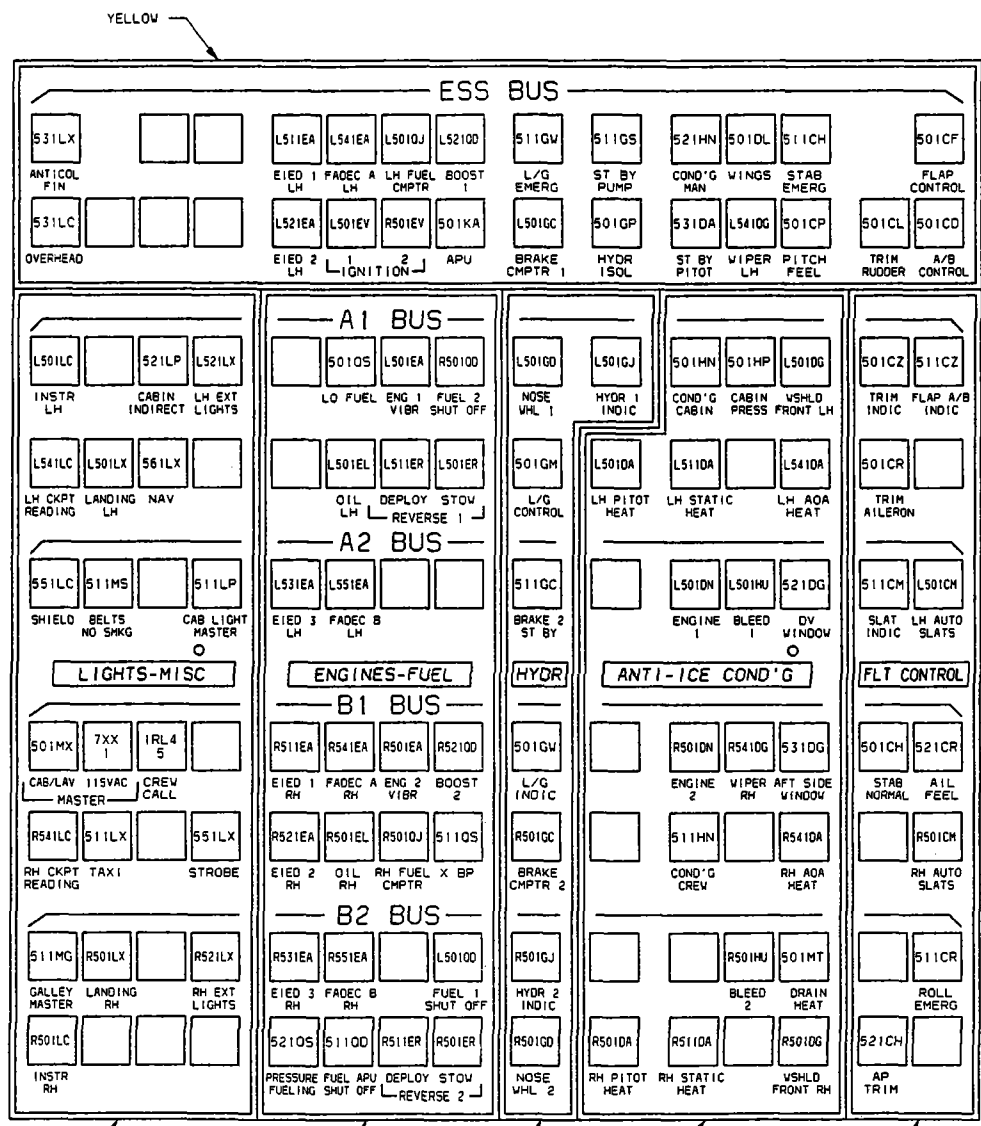 YELLOW
ESS BUS
531LX L511EA L541EA L501QJ L521QD 511GW 511GS 521HN 501DL 511CH 501CF
ANTICOL FIN EIED 1 LH FADEC A LH LH FUEL CMPTR BOOST 1 L/G EMERG ST BY PUMP COND'G MAN WINGS STAB EMERG FLAP CONTROL
531LC L521EA L501EV R501EV 501KA L501GC 501GP 531DA L541DG 501CP 501CL 501CD
OVERHEAD EIED 2 LH 1 2 IGNITION APU BRAKE CMPTR 1 HYDR ISOL ST BY PITOT WIPER LH PITCH FEEL TRIM RUDDER A/B CONTROL
A1 BUS
L501LC 521LP L521LX 501QS L501EA R501QD L501GD L501GJ 501HN 501HP L501DG 501CZ 511CZ
INSTR LH CABIN INDIRECT LH EXT LIGHTS LO FUEL ENG 1 VIBR FUEL 2 SHUT OFF NOSE WHL 1 HYDR 1 INDIC COND'G CABIN CABIN PRESS WSHLD FRONT LH TRIM INDIC FLAP A/B INDIC
L541LC L501LX 561LX L501EL L511ER L501ER 501GM L501DA L511DA L541DA 501CR
LH CKPT READING LANDING LH NAV OIL LH DEPLOY STOW REVERSE 1 L/G CONTROL LH PITOT HEAT LH STATIC HEAT LH AOA HEAT TRIM AILERON
A2 BUS
551LC 511MS 511LP L531EA L551EA 511GC L501DN L501HU 521DG 511CM L501CM
SHIELD BELTS NO SMKG CAB LIGHT MASTER EIED 3 LH FADEC B LH BRAKE 2 ST BY ENGINE 1 BLEED 1 DV WINDOW SLAT INDIC LH AUTO SLATS
LIGHTS-MISC ENGINES-FUEL HYDR ANTI-ICE COND'G FLT CONTROL
B1 BUS
501MX 7XX 1 1RL4 5 R511EA R541EA R501EA R521QD 501GW R501DN R541DG 531DG 501CH 521CR
CAB/LAV 115VAC MASTER CREW CALL EIED 1 RH FADEC A RH ENG 2 VIBR BOOST 2 L/G INDIC ENGINE 2 WIPER RH AFT SIDE WINDOW STAB NORMAL AIL FEEL
R541LC 511LX 551LX R521EA R501EL R501QJ 511QS R501GC 511HN R541DA R501CM
RH CKPT READING TAXI STROBE EIED 2 RH OIL RH RH FUEL CMPTR X BP BRAKE CMPTR 2 COND'G CREW RH AOA HEAT RH AUTO SLATS
B2 BUS
511MG R501LX R521LX R531EA R551EA L501QD R501GJ R501HU 501MT 511CR
GALLEY MASTER LANDING RH RH EXT LIGHTS EIED 3 RH FADEC B RH FUEL 1 SHUT OFF HYDR 2 INDIC BLEED 2 DRAIN HEAT ROLL EMERG
R501LC 521QS 511QD R511ER R501ER R501GD R501DA R511DA R501DG 521CH
INSTR RH PRESSURE FUELING FUEL APU SHUT OFF DEPLOY STOW REVERSE 2 NOSE WHL 2 RH PITOT HEAT RH STATIC HEAT WSHLD FRONT RH AP TRIM